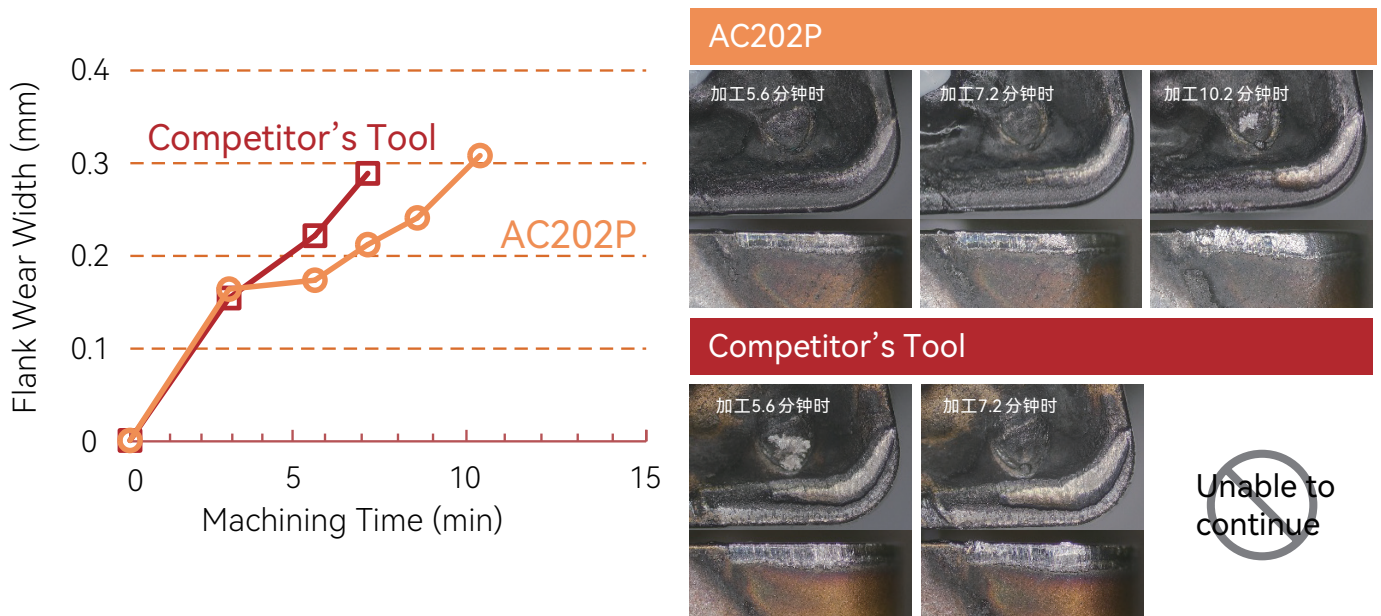 0.4
0.3
0.2
0.1
0
0
5
10
15
Flank Wear Width (mm)
Machining Time (min)
Competitor’s Tool
AC202P
AC202P
加工5.6分钟时
加工7.2分钟时
加工10.2分钟时
Competitor’s Tool
加工5.6分钟时
加工7.2分钟时
Unable to
continue